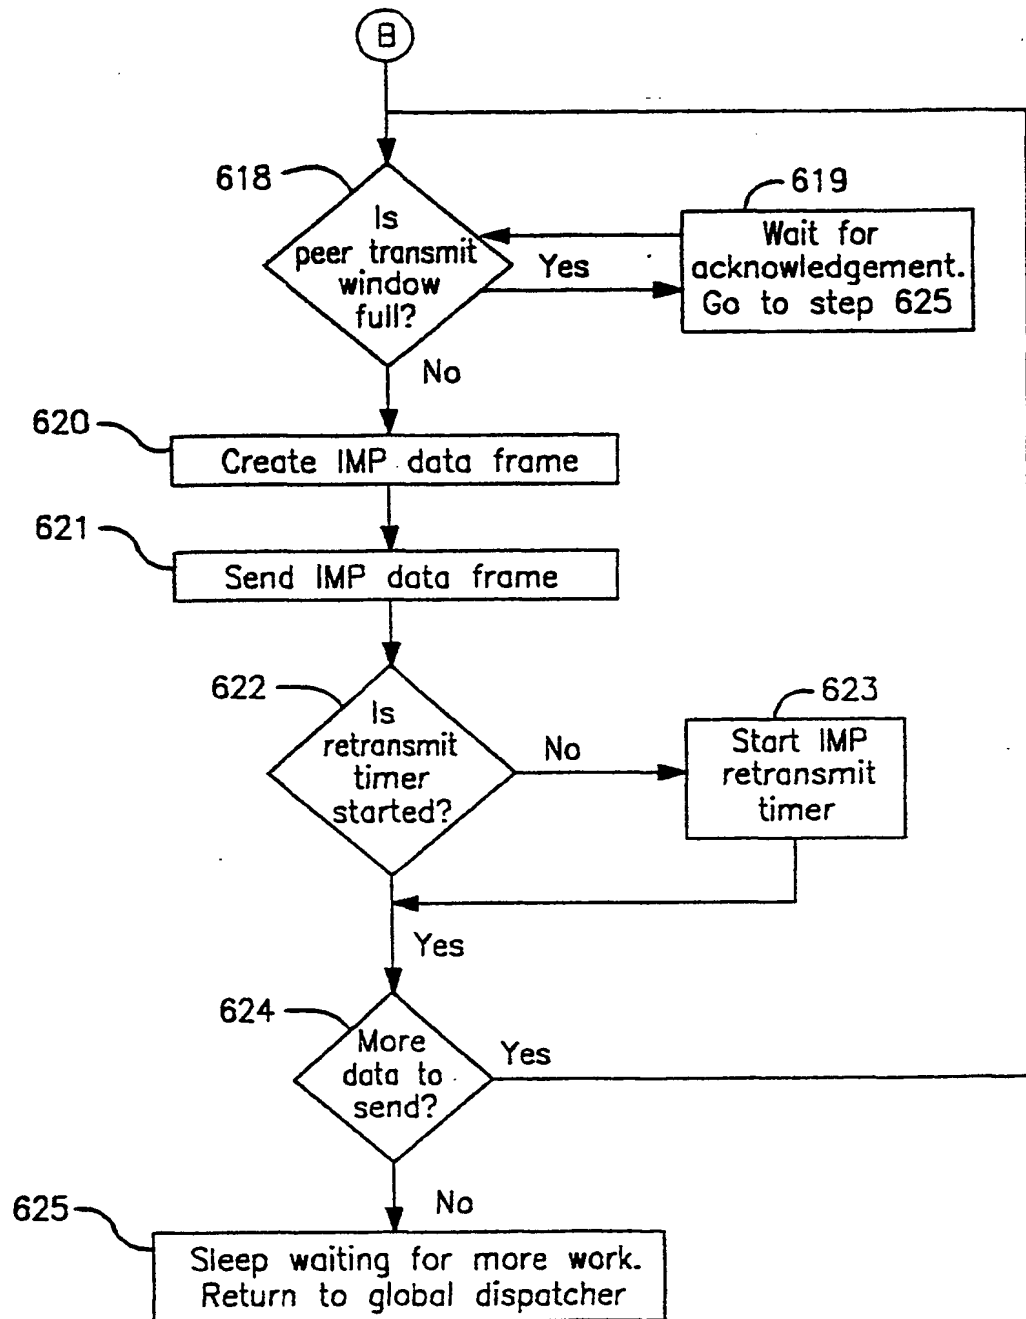 B
618
Is
peer transmit
window
full?
Yes
619
Wait for
acknowledgement.
Go to step 625
No
620
Create IMP data frame
621
Send IMP data frame
622
Is
retransmit
timer
started?
No
623
Start IMP
retransmit
timer
Yes
624
More
data to
send?
Yes
No
625
Sleep waiting for more work.
Return to global dispatcher